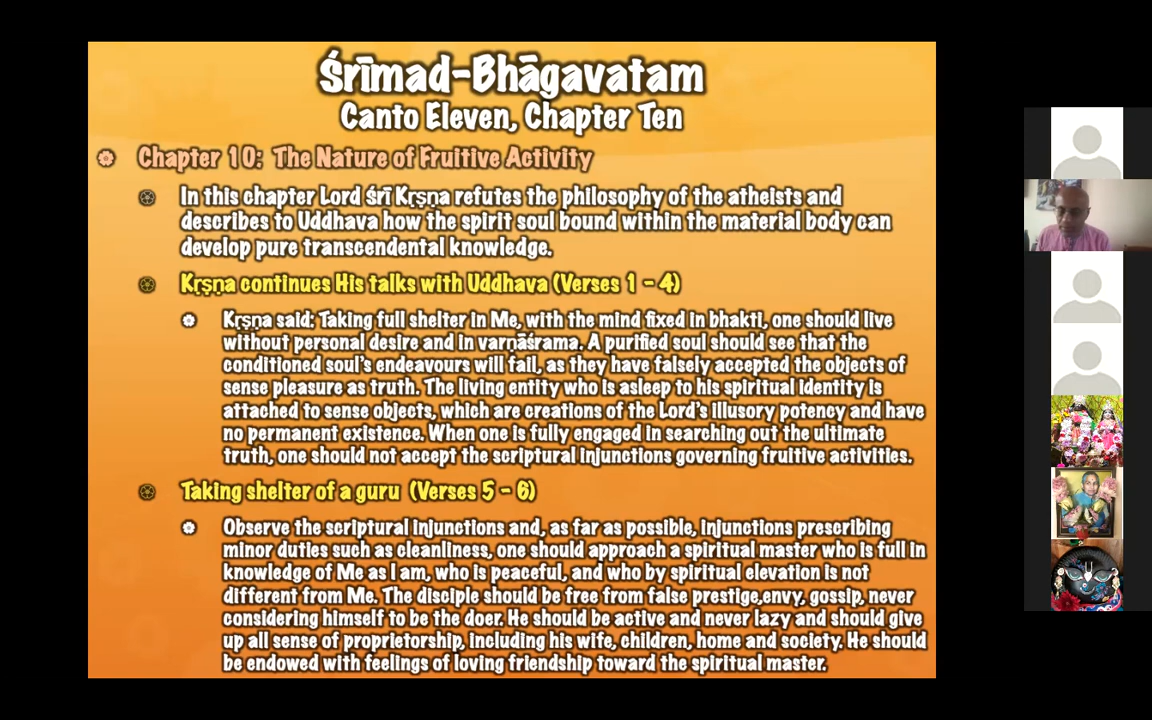 Śrīmad-Bhāgavatam
Canto Eleven, Chapter Ten
Chapter 10: The Nature of Fruitive Activity
In this chapter Lord śrī Kṛṣṇa refutes the philosophy of the atheists and
describes to Uddhava how the spirit soul bound within the material body can
develop pure transcendental knowledge.
Kṛṣṇa continues His talks with Uddhava (Verses 1 - 4)
Kṛṣṇa said: Taking full shelter in Me, with the mind fixed in bhakti, one should live
without personal desire and in varṇāśrama. A purified soul should see that the
conditioned soul's endeavours will fail, as they have falsely accepted the objects of
sense pleasure as truth. The living entity who is asleep to his spiritual identity is
attached to sense objects, which are creations of the Lord's illusory potency and have
no permanent existence. When one is fully engaged in searching out the ultimate
truth, one should not accept the scriptural injunctions governing fruitive activities.
Taking shelter of a guru (Verses 5 - 6)
Observe the scriptural injunctions and, as far as possible, injunctions prescribing
minor duties such as cleanliness, one should approach a spiritual master who is full in
knowledge of Me as I am, who is peaceful, and who by spiritual elevation is not
different from Me. The disciple should be free from false prestige,envy, gossip, never
considering himself to be the doer. He should be active and never lazy and should give
up all sense of proprietorship, including his wife, children, home and society. He should
be endowed with feelings of loving friendship toward the spiritual master.